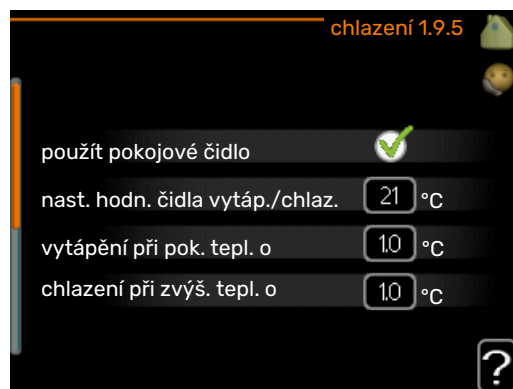 chlazení 1.9.5
použít pokojové čidlo
nast. hodn. čidla vytáp./chlaz. 21 °C
vytápění při pok. tepl. o 1.0 °C
chlazení při zvýš. tepl. o 1.0 °C
?